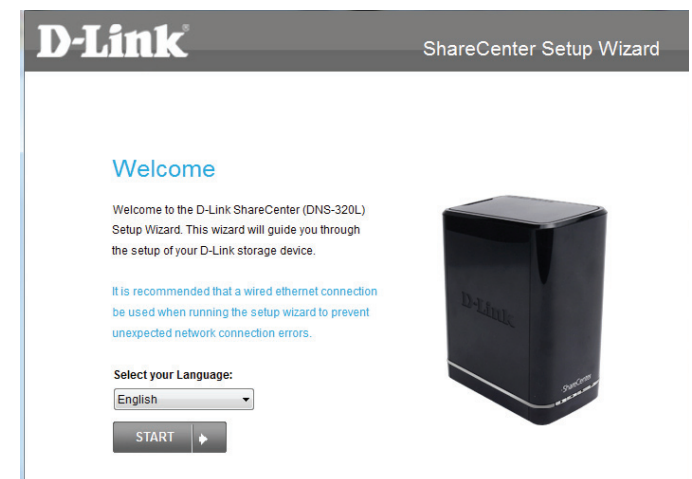 D-Link®
ShareCenter Setup Wizard
Welcome
Welcome to the D-Link ShareCenter (DNS-320L)
Setup Wizard. This wizard will guide you through
the setup of your D-Link storage device.
It is recommended that a wired ethernet connection
be used when running the setup wizard to prevent
unexpected network connection errors.
Select your Language:
English
START
D-Link
ShareCenter